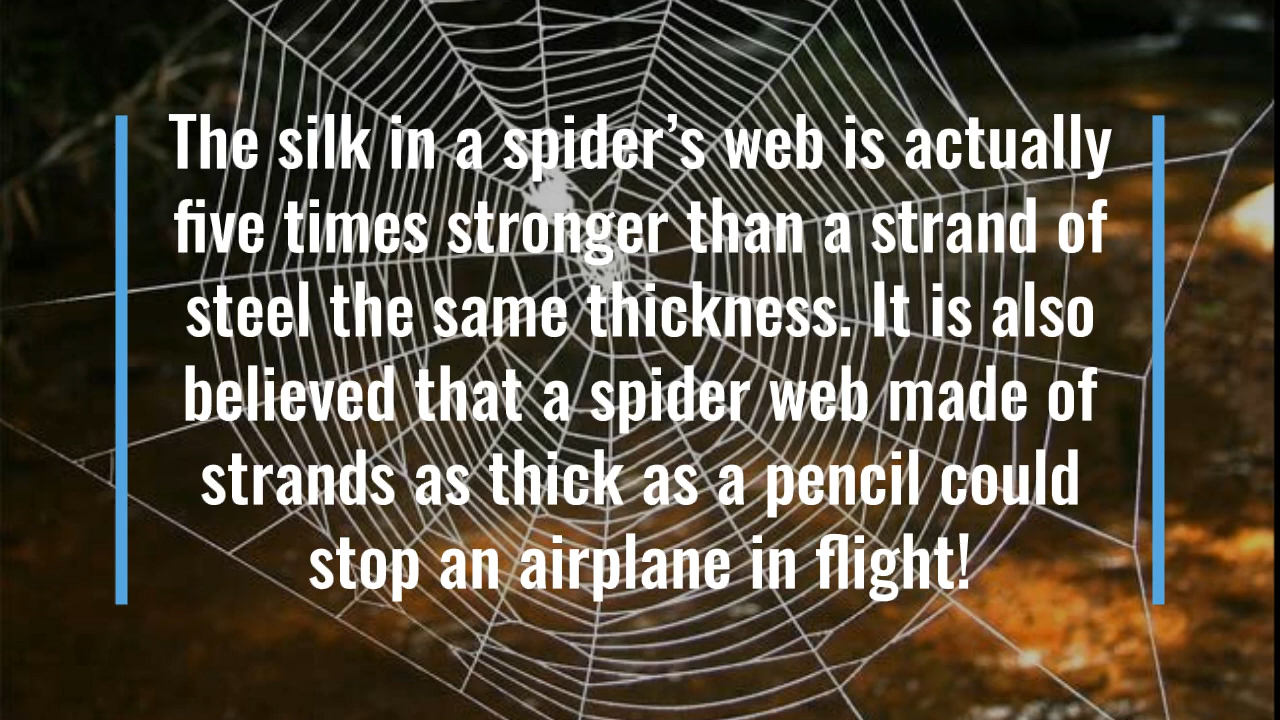 The silk in a spider’s web is actually
five times stronger than a strand of
steel the same thickness. It is also
believed that a spider web made of
strands as thick as a pencil could
stop an airplane in flight!